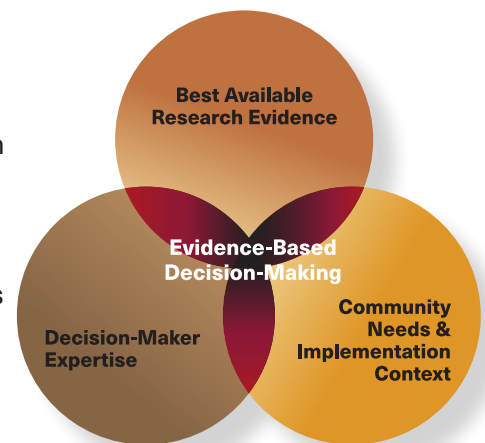 Best Available
Research Evidence
Evidence-Based
Decision-Making
Decision-Maker
Expertise
Community
Needs &
Implementation
Context